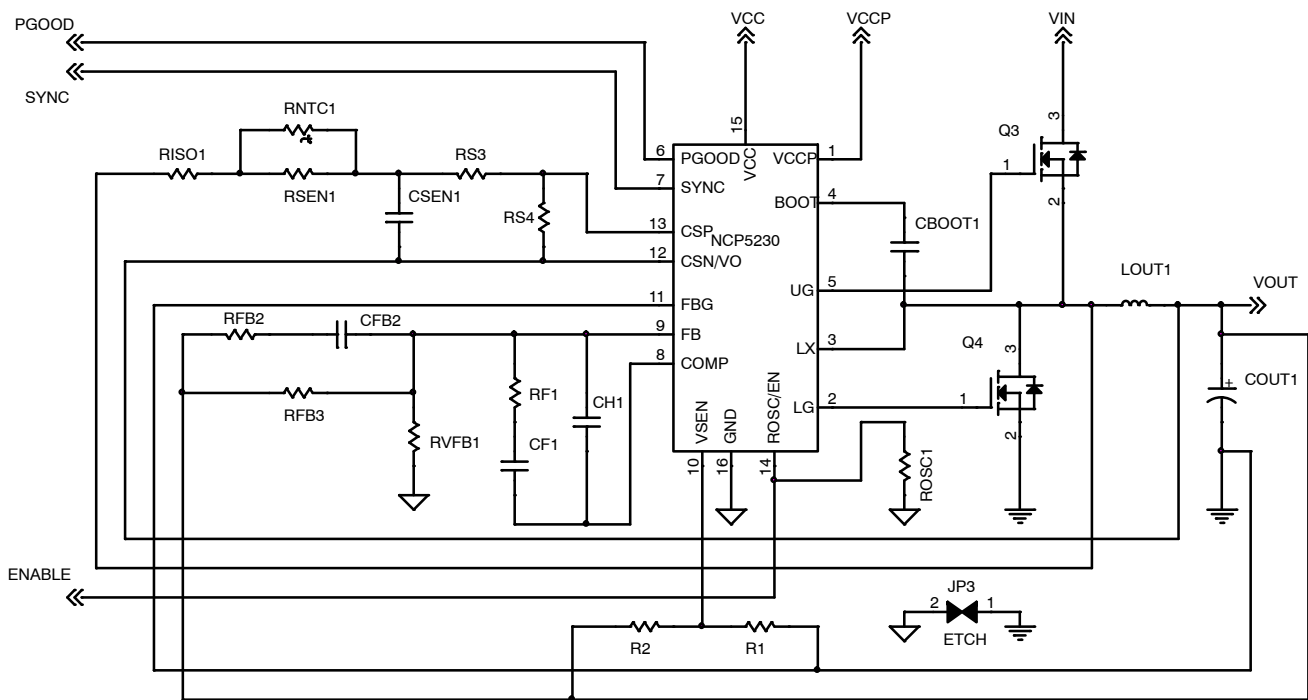 PGOOD
VCC
VCCP
VIN
SYNC
RNTC1
RISO1
RSEN1
CSEN1
RS3
RS4
15
VCC
6
PGOOD
7
SYNC
13
CSP
12
CSN/VO
11
FBG
9
FB
8
COMP
NCP5230
VCCP
1
BOOT
4
UG
5
LX
3
LG
2
VSEN
10
GND
16
ROSC/EN
14
CBOOT1
Q3
3
1
2
LOUT1
VOUT
Q4
3
1
2
COUT1
RFB2
CFB2
RFB3
RVFB1
RF1
CF1
CH1
ROSC1
ENABLE
JP3
2
1
ETCH
R2
R1